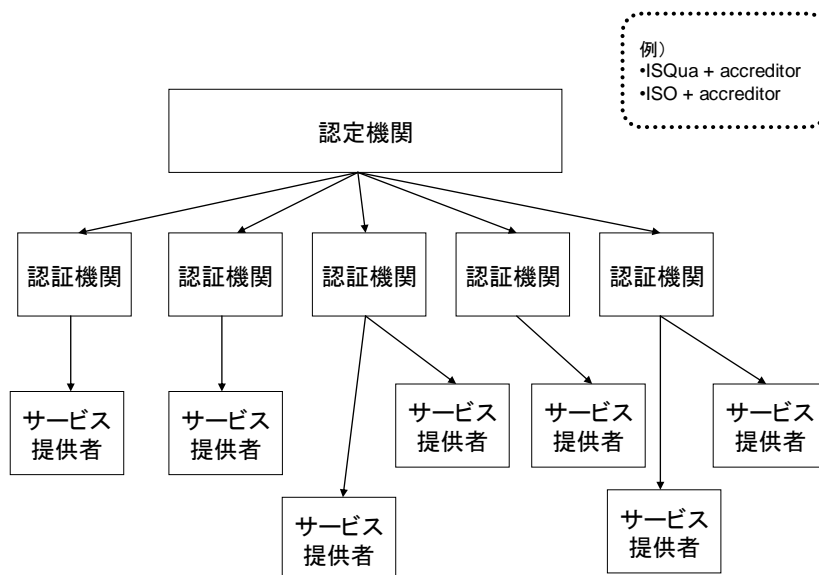 例）
•ISQua + accreditor
•ISO + accreditor
認定機関
認証機関
認証機関
認証機関
認証機関
認証機関
サービス
提供者
サービス
提供者
サービス
提供者
サービス
提供者
サービス
提供者
サービス
提供者
サービス
提供者